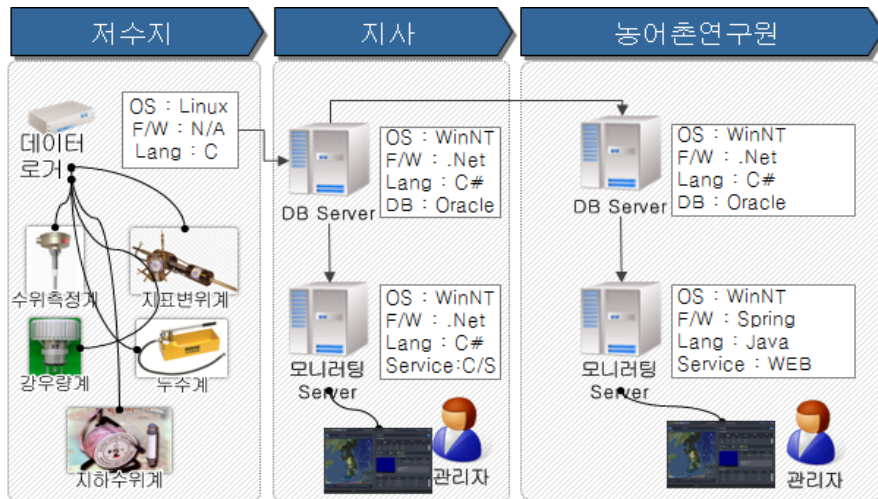 저수지
지사
농어촌연구원
데이터
로거
OS : Linux
F/W : N/A
Lang : C
수위측정계
지표변위계
강우량계
누수계
지하수위계
DB Server
OS : WinNT
F/W : .Net
Lang : C#
DB : Oracle
모니러팅
Server
OS : WinNT
F/W : .Net
Lang : C#
Service:C/S
관리자
DB Server
OS : WinNT
F/W : .Net
Lang : C#
DB : Oracle
모니러팅
Server
OS : WinNT
F/W : Spring
Lang : Java
Service : WEB
관리자